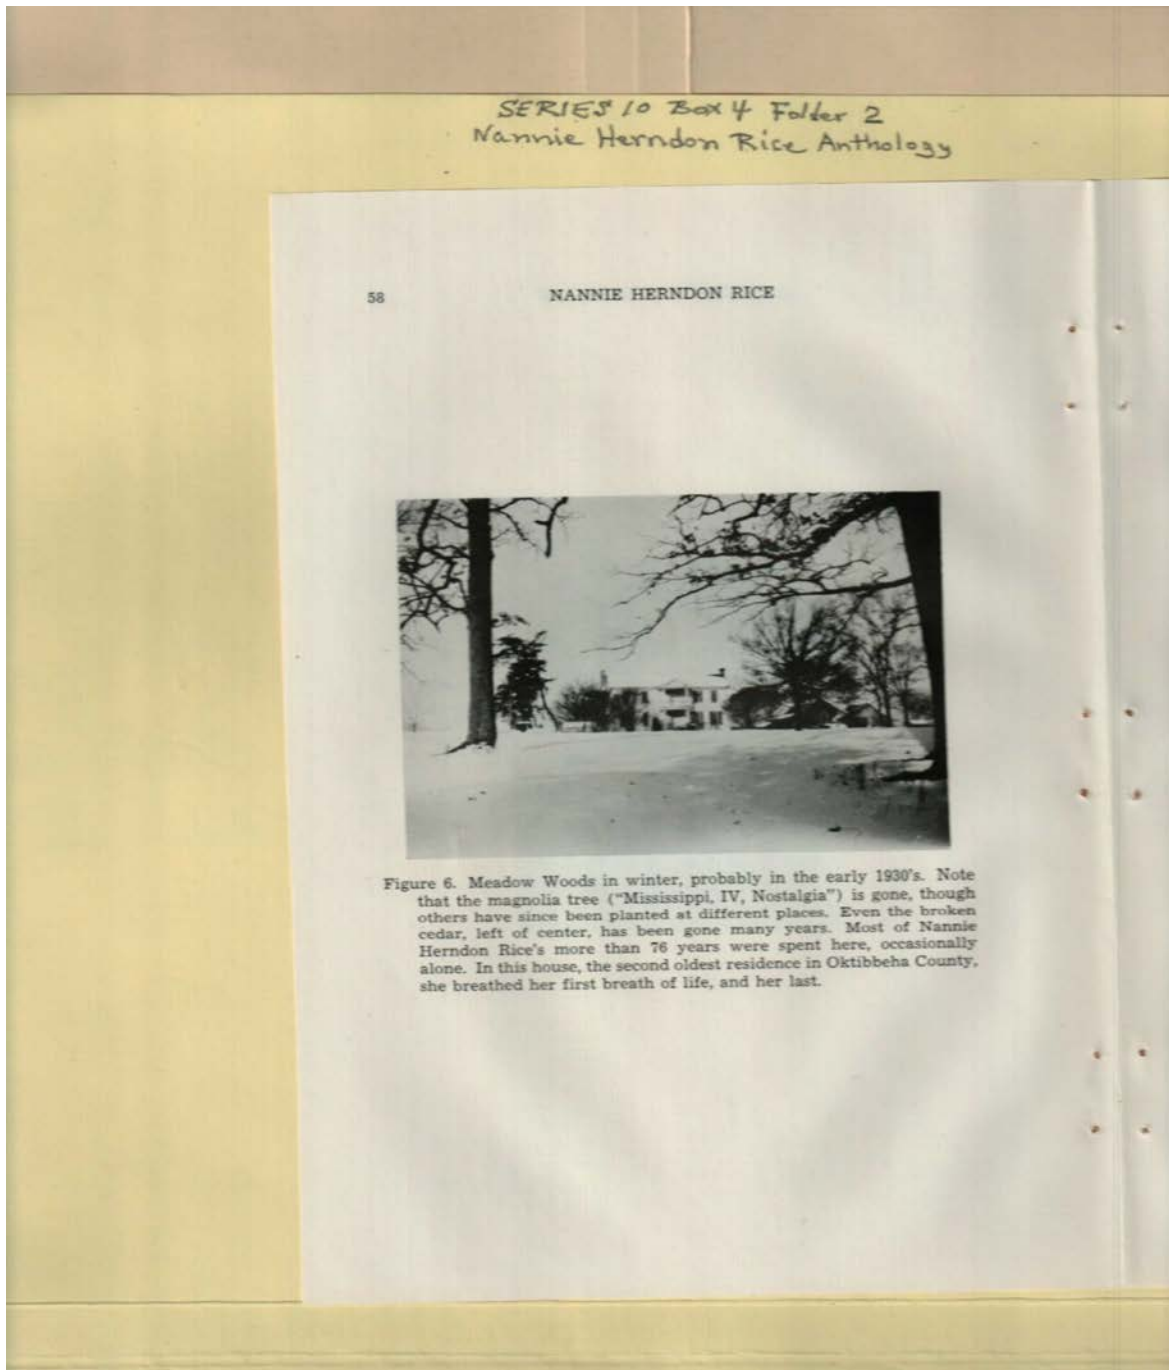 SERIES 10 Box 4 Folder 2
Nannie Herndon Rice Anthology
58 NANNIE HERNDON RICE
Figure 6. Meadow Woods in winter, probably in the early 1930's. Note
that the magnolia tree ("Mississippi, IV, Nostalgia") is gone, though
others have since been planted at different places. Even the broken
cedar, left of center, has been gone many years. Most of Nannie
Herndon Rice's more than 76 years were spent here, occasionally
alone. In this house, the second oldest residence in Oktibbeha County,
she breathed her first breath of life, and her last.